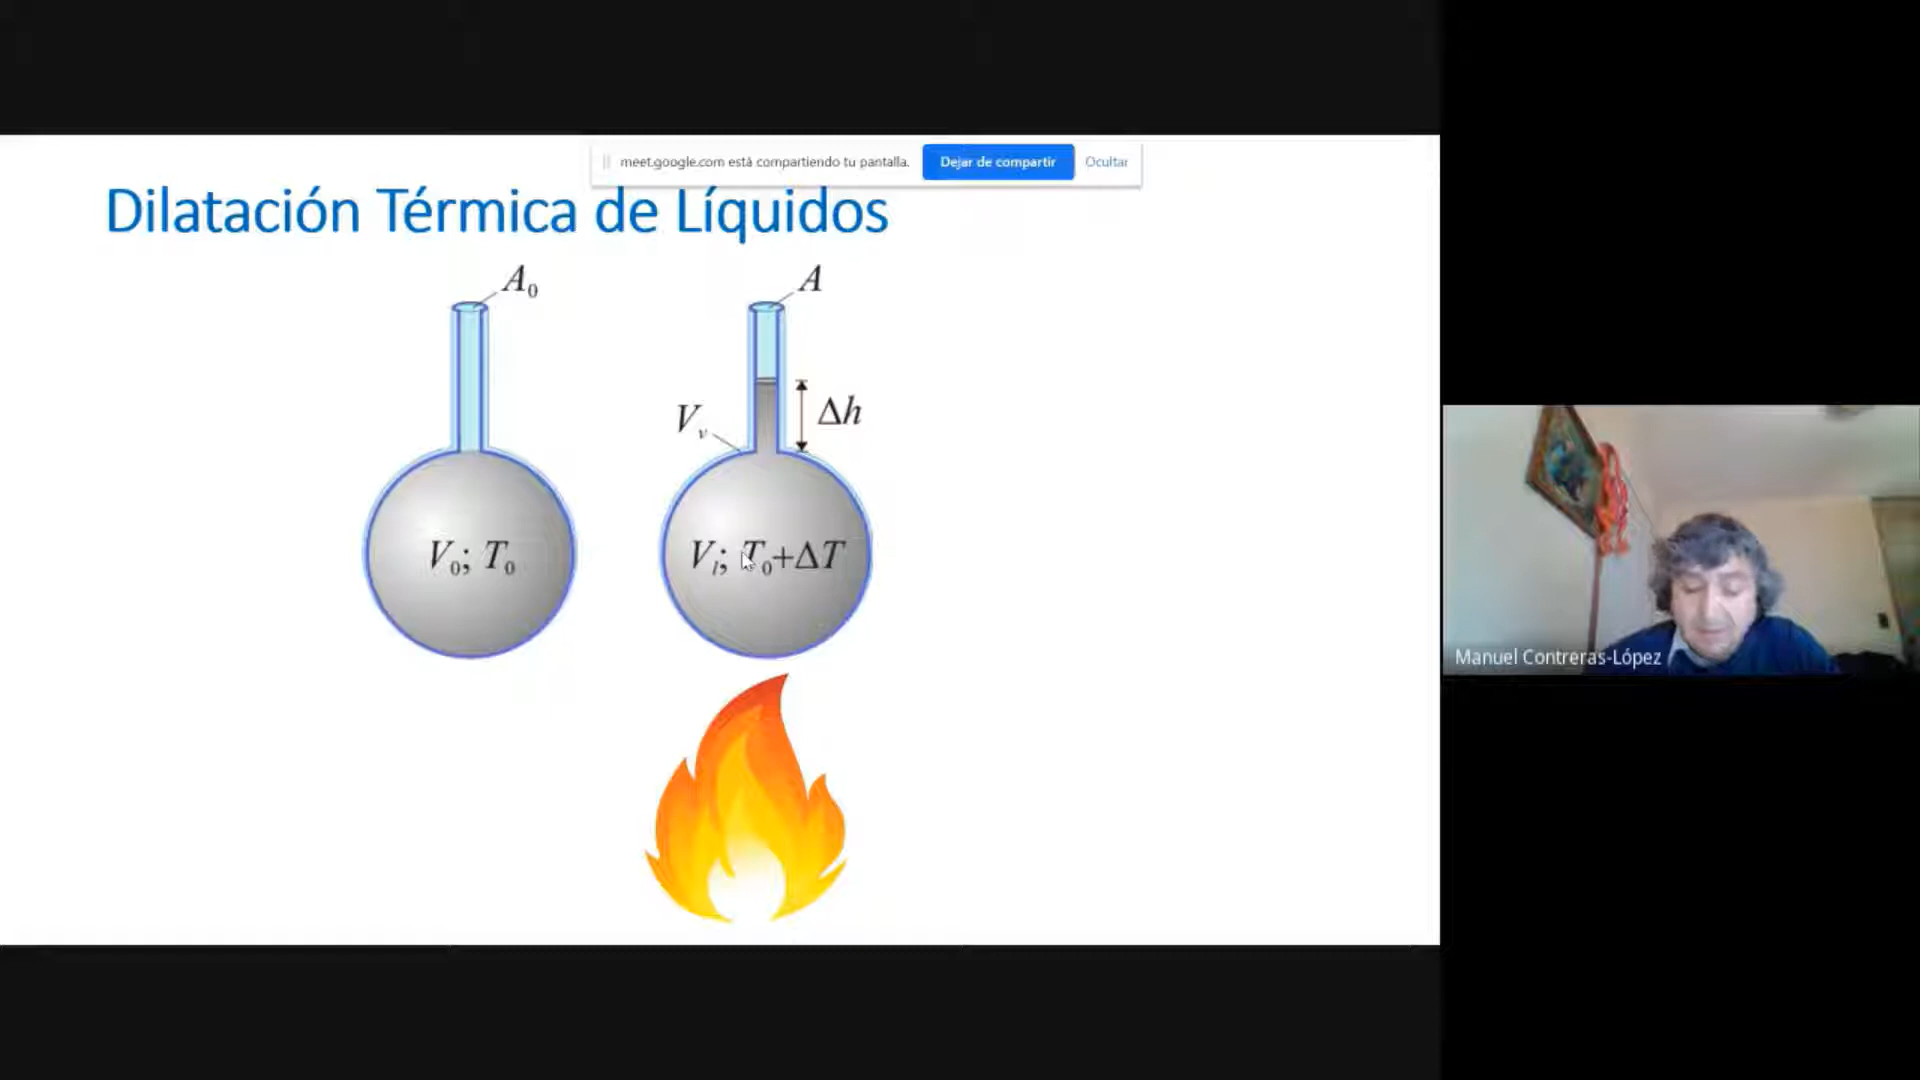 meet.google.com está compartiendo tu pantalla. Dejar de compartir Ocultar
Dilatación Térmica de Líquidos
A₀
A
Vᵥ
Δh
V₀; T₀
Vₗ; T₀+ΔT
Manuel Contreras-López